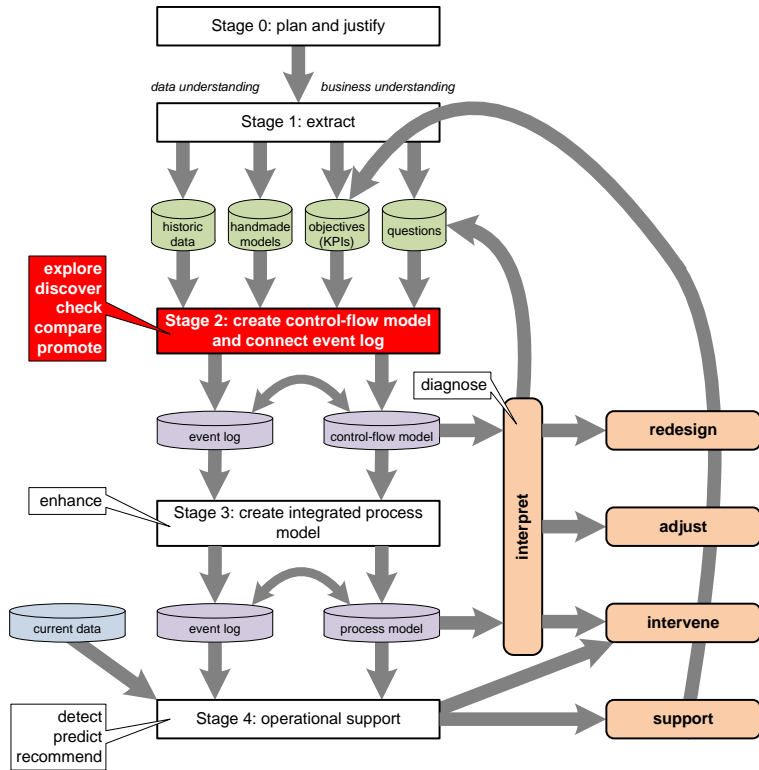 Stage 0: plan and justify
data understanding
business understanding
Stage 1: extract
historic
data
handmade
models
objectives
(KPIs)
questions
explore
discover
check
compare
promote
Stage 2: create control-flow model
and connect event log
diagnose
event log
control-flow model
redesign
enhance
Stage 3: create integrated process
model
interpret
adjust
current data
event log
process model
intervene
detect
predict
recommend
Stage 4: operational support
support